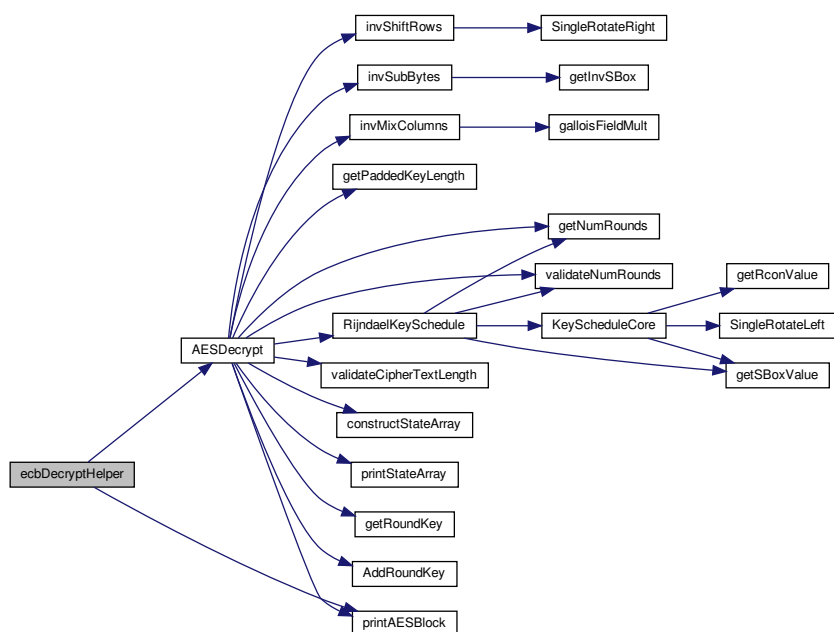 invShiftRows
SingleRotateRight
invSubBytes
getInvSBox
invMixColumns
galloisFieldMult
getPaddedKeyLength
getNumRounds
validateNumRounds
getRconValue
RijndaelKeySchedule
KeyScheduleCore
SingleRotateLeft
AESDecrypt
validateCipherTextLength
getSBoxValue
constructStateArray
ecbDecryptHelper
printStateArray
getRoundKey
AddRoundKey
printAESBlock